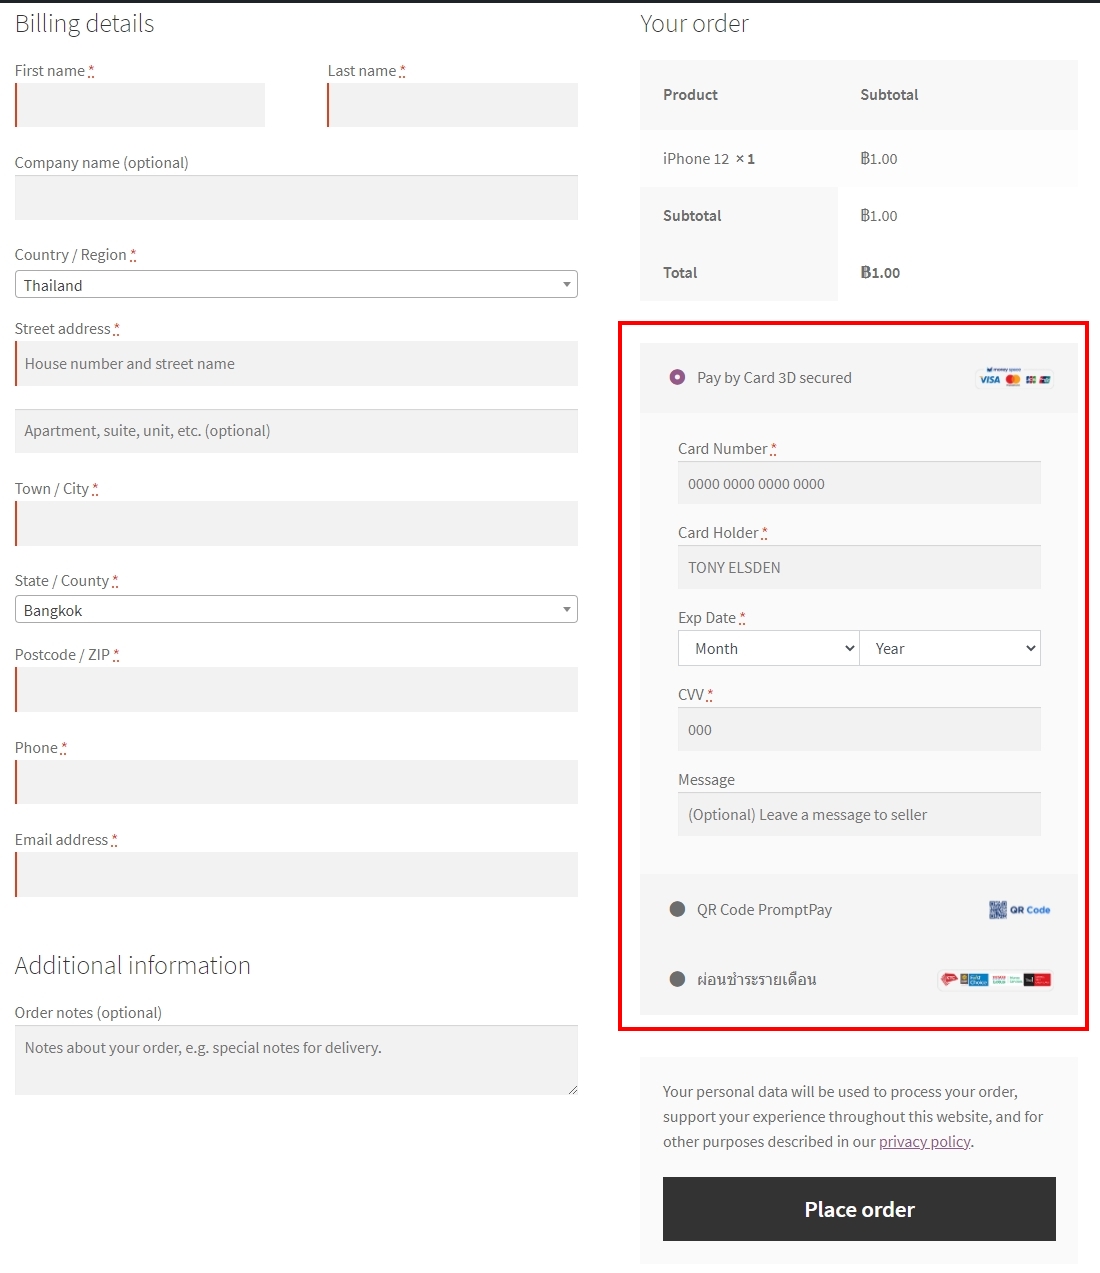 Billing details
First name *
Last name *
Company name (optional)
Country / Region *
Thailand
Street address *
House number and street name
Apartment, suite, unit, etc. (optional)
Town / City *
State / County *
Bangkok
Postcode / ZIP *
Phone *
Email address *
Additional information
Order notes (optional)
Notes about your order, e.g. special notes for delivery.
Your order
Product Subtotal
iPhone 12 × 1 ฿1.00
Subtotal ฿1.00
Total ฿1.00
Pay by Card 3D secured
money space
VISA
Card Number *
0000 0000 0000 0000
Card Holder *
TONY ELSDEN
Exp Date *
Month Year
CVV *
000
Message
(Optional) Leave a message to seller
QR Code PromptPay QR Code
ผ่อนชำระรายเดือน
Your personal data will be used to process your order,
support your experience throughout this website, and for
other purposes described in our privacy policy.
Place order